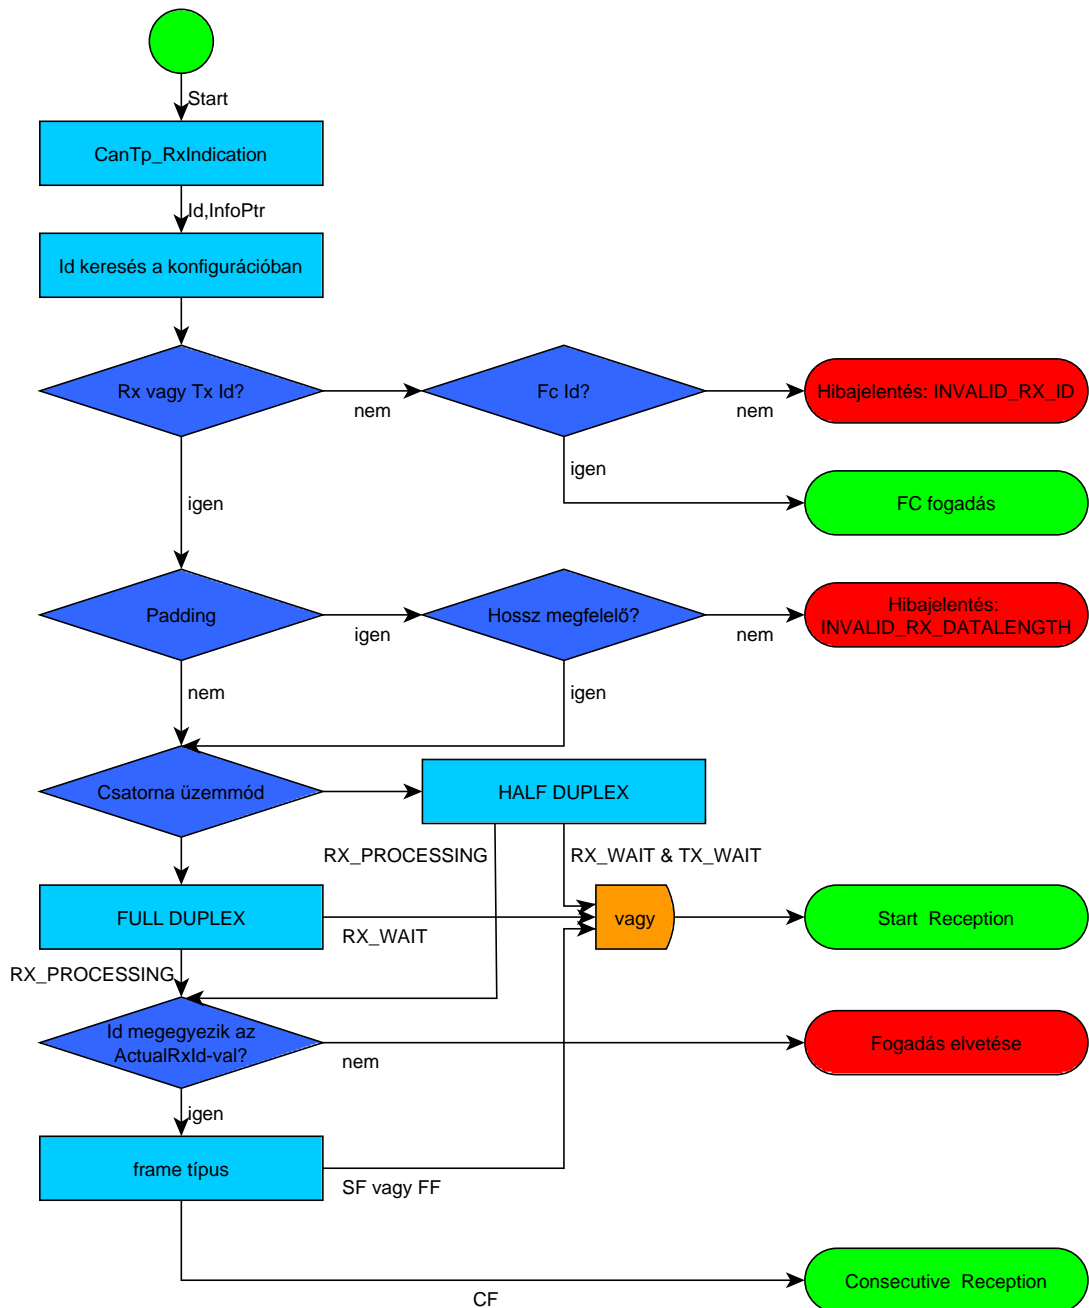 Start
CanTp_RxIndication
Id,InfoPtr
Id keresés a konfigurációban
Rx vagy Tx Id?
nem
Fc Id?
nem
Hibajelentés: INVALID_RX_ID
igen
FC fogadás
igen
Padding
igen
Hossz megfelelő?
nem
Hibajelentés:
INVALID_RX_DATALENGTH
nem
igen
Csatorna üzemmód
HALF DUPLEX
RX_PROCESSING
RX_WAIT & TX_WAIT
FULL DUPLEX
RX_WAIT
vagy
Start Reception
RX_PROCESSING
Id megegyezik az
ActualRxId-val?
nem
Fogadás elvetése
igen
frame típus
SF vagy FF
CF
Consecutive Reception